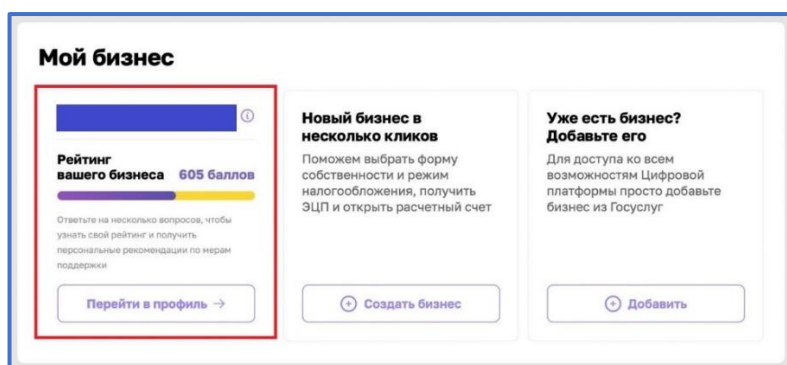 Мой бизнес
Рейтинг
вашего бизнеса 605 баллов
Ответьте на несколько вопросов, чтобы
узнать свой рейтинг и получить
персональные рекомендации по мерам
поддержки
Перейти в профиль →
Новый бизнес в
несколько кликов
Поможем выбрать форму
собственности и режим
налогообложения, получить
ЭЦП и открыть расчетный счет
Создать бизнес
Уже есть бизнес?
Добавьте его
Для доступа ко всем
возможностям Цифровой
платформы просто добавьте
бизнес из Госуслуг
Добавить